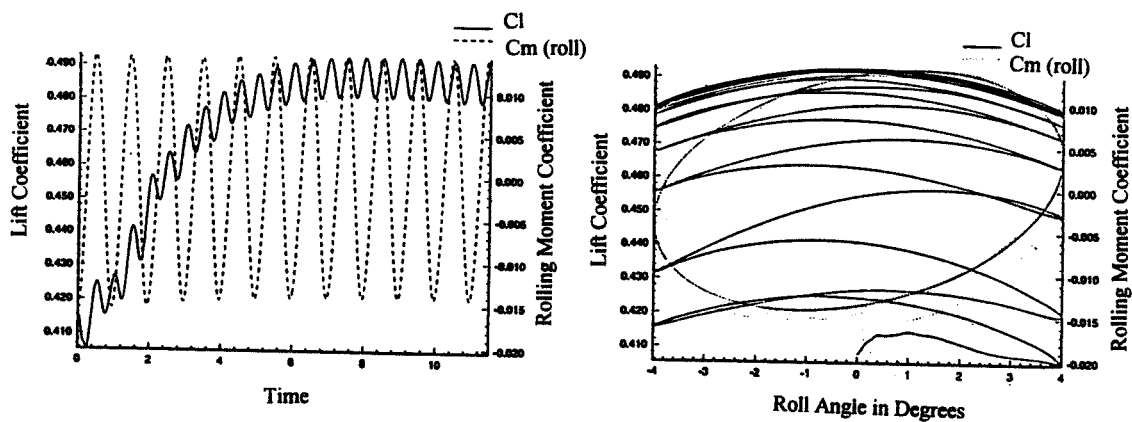 Cl
Cm (roll)
0.490
0.480
0.470
0.460
0.450
0.440
0.430
0.420
0.410
Lift Coefficient
0.010
0.005
0.000
-0.005
-0.010
-0.015
-0.020
Rolling Moment Coefficient
0 2 4 6 8 10
Time
Cl
Cm (roll)
0.490
0.480
0.470
0.460
0.450
0.440
0.430
0.420
0.410
Lift Coefficient
0.010
0.005
0.000
-0.005
-0.010
-0.015
-0.020
Rolling Moment Coefficient
-4 -3 -2 -1 0 1 2 3 4
Roll Angle in Degrees